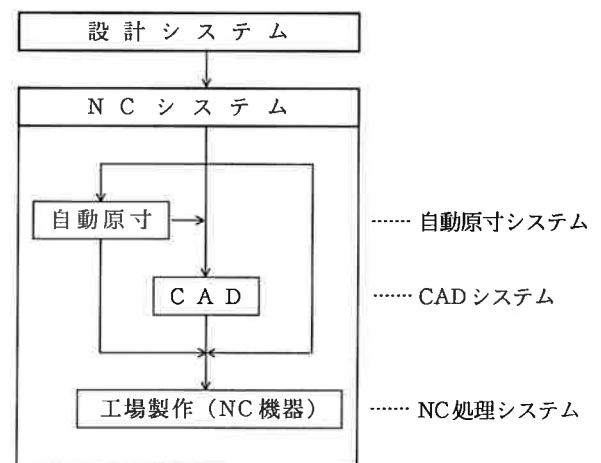 設計システム
NCシステム
自動原寸
……自動原寸システム
CAD
……CADシステム
工場製作（NC機器）
……NC処理システム